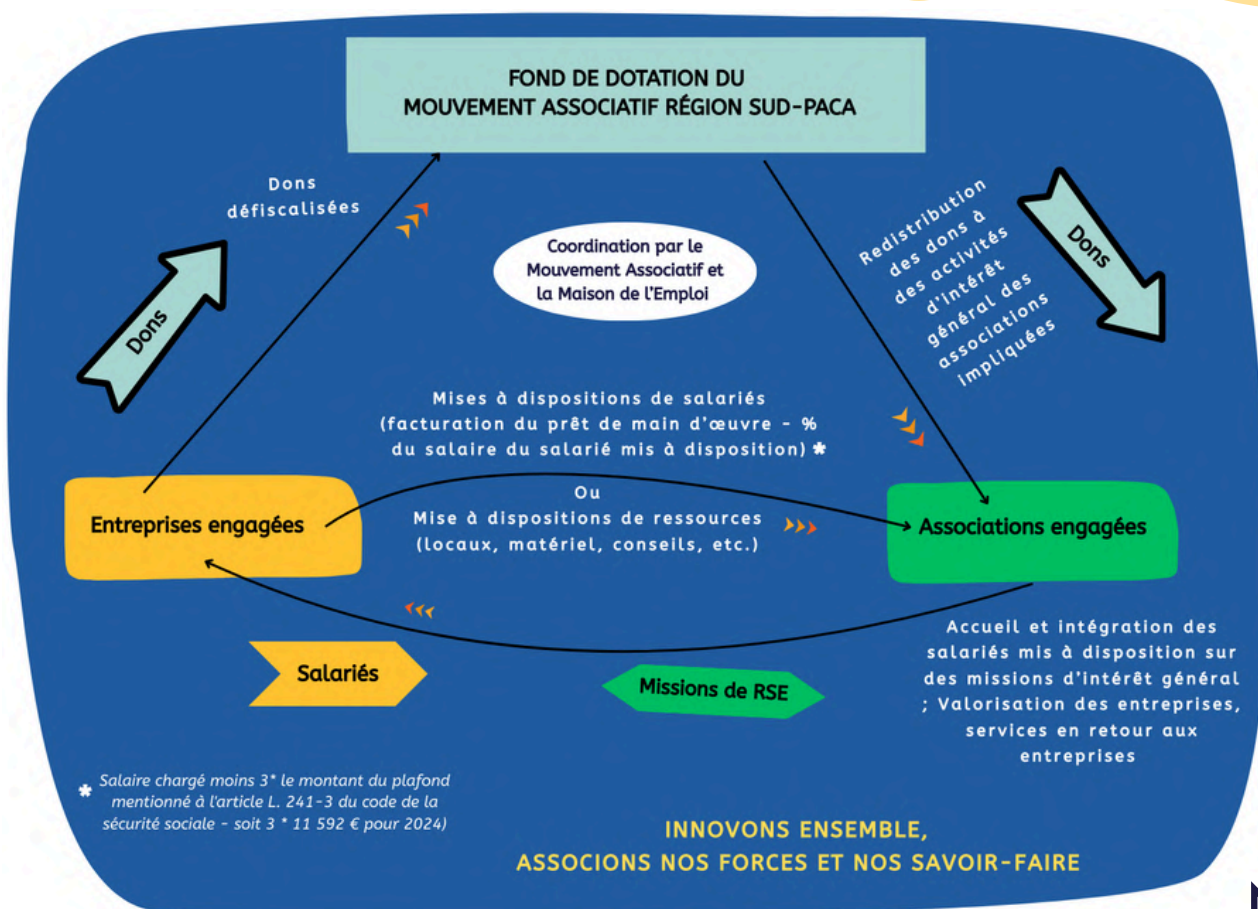 FOND DE DOTATION DU
MOUVEMENT ASSOCIATIF RÉGION SUD-PACA
Dons
défiscalisées
Dons
Coordination par le
Mouvement Associatif et
la Maison de l'Emploi
Redistribution
des dons à
des activités
d'intérêt
général des
associations
impliquées
Dons
Mises à dispositions de salariés
(facturation du prêt de main d'œuvre - %
du salaire du salarié mis à disposition) *
Ou
Mise à dispositions de ressources
(locaux, matériel, conseils, etc.)
Entreprises engagées
Associations engagées
Salariés
Missions de RSE
Accueil et intégration des
salariés mis à disposition sur
des missions d'intérêt général
; Valorisation des entreprises,
services en retour aux
entreprises
* Salaire chargé moins 3* le montant du plafond
mentionné à l'article L. 241-3 du code de la
sécurité sociale - soit 3 * 11 592 € pour 2024)
INNOVONS ENSEMBLE,
ASSOCIONS NOS FORCES ET NOS SAVOIR-FAIRE